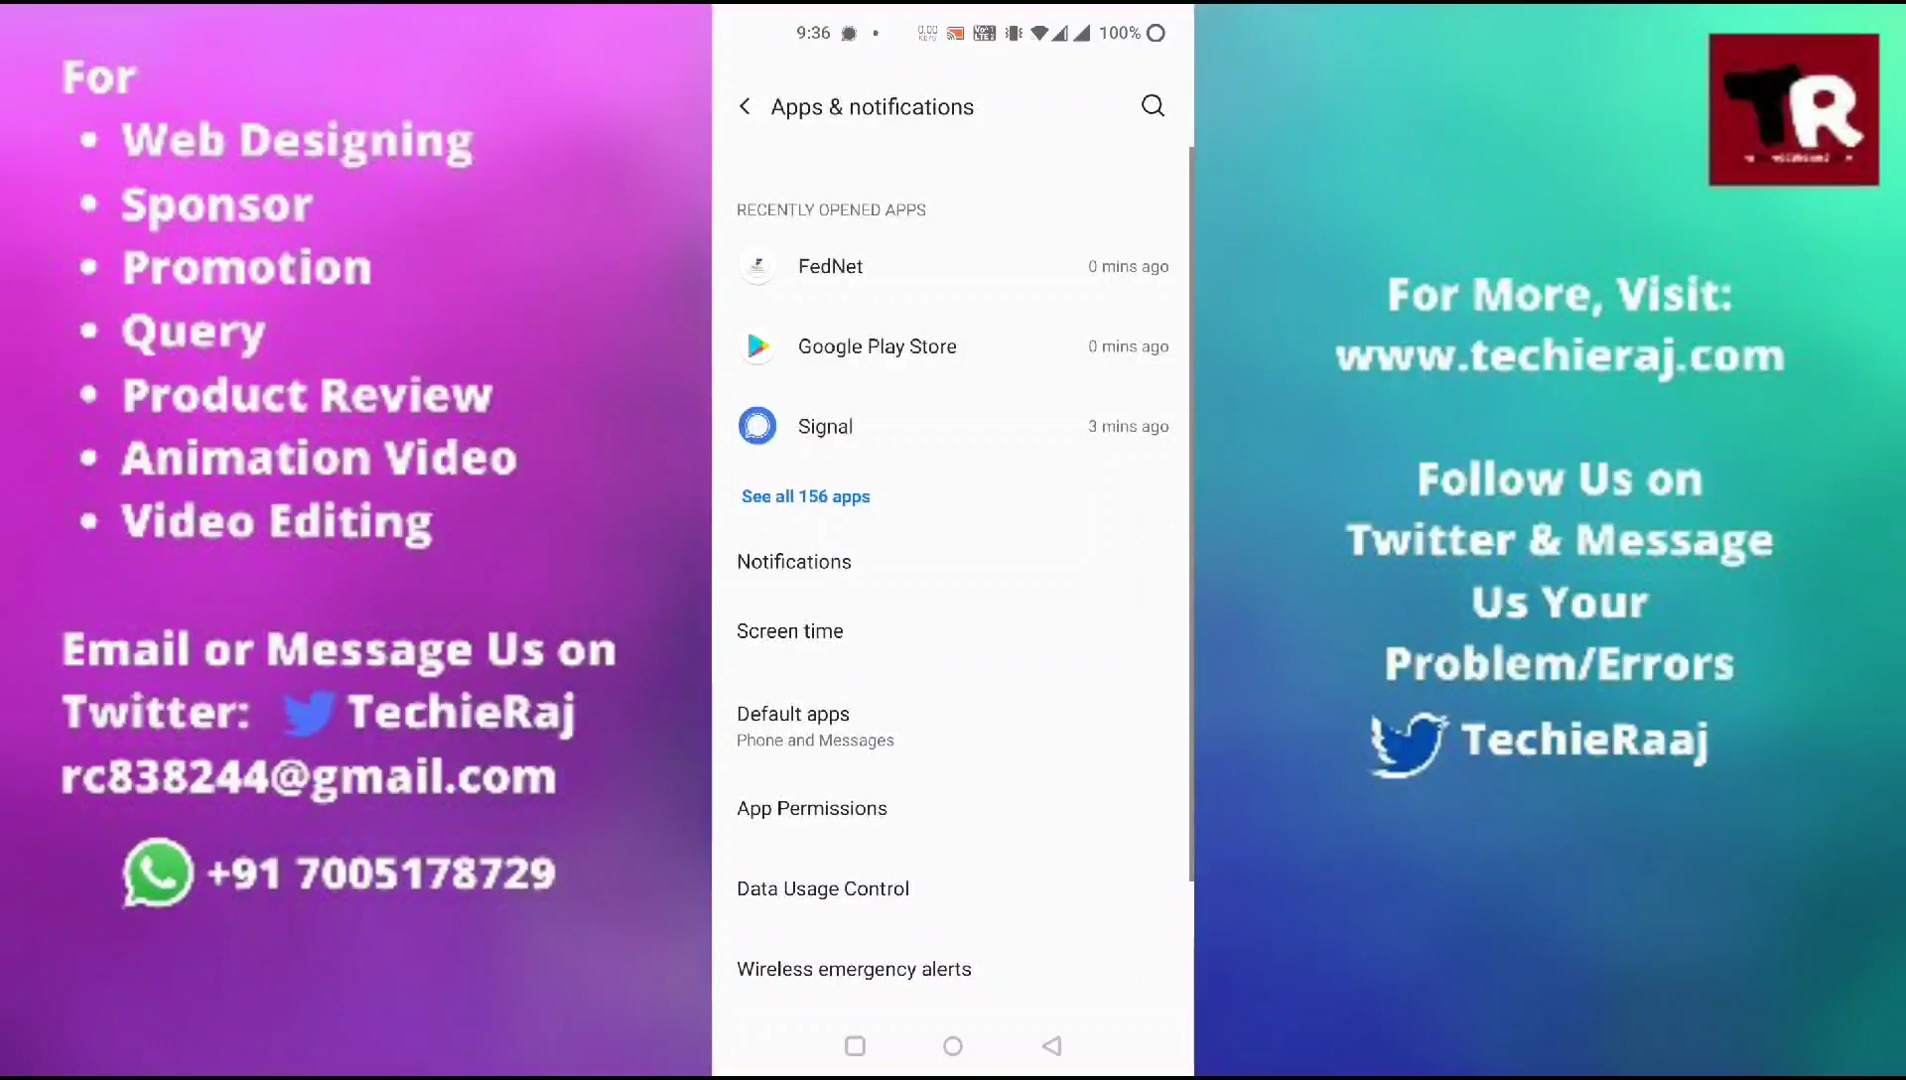 For
• Web Designing
• Sponsor
• Promotion
• Query
• Product Review
• Animation Video
• Video Editing
Email or Message Us on
Twitter: TechieRaj
rc838244@gmail.com
+91 7005178729
9:36 0.00 KB/S 100%
Apps & notifications
RECENTLY OPENED APPS
FedNet 0 mins ago
Google Play Store 0 mins ago
Signal 3 mins ago
See all 156 apps
Notifications
Screen time
Default apps
Phone and Messages
App Permissions
Data Usage Control
Wireless emergency alerts
TR
For More, Visit:
www.techieraj.com
Follow Us on
Twitter & Message
Us Your
Problem/Errors
TechieRaaj